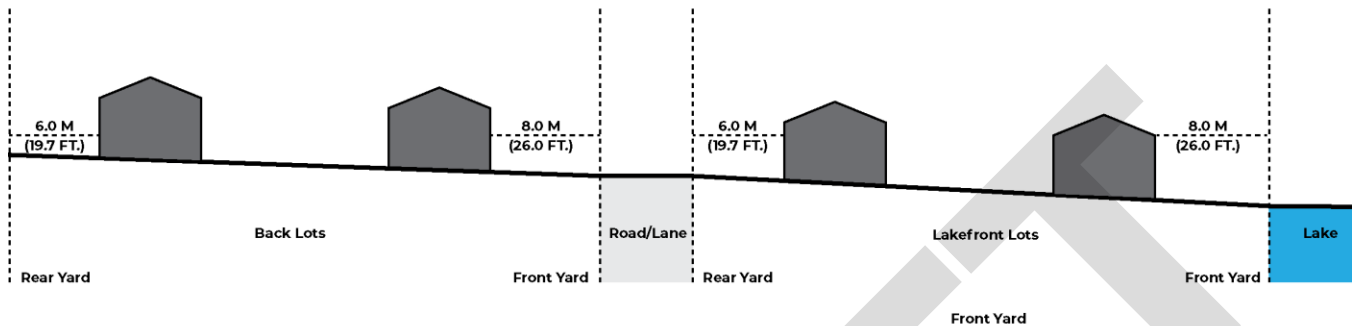 6.0 M
(19.7 FT.)
8.0 M
(26.0 FT.)
6.0 M
(19.7 FT.)
8.0 M
(26.0 FT.)
Back Lots
Road/Lane
Lakefront Lots
Lake
Rear Yard
Front Yard
Rear Yard
Front Yard
Front Yard